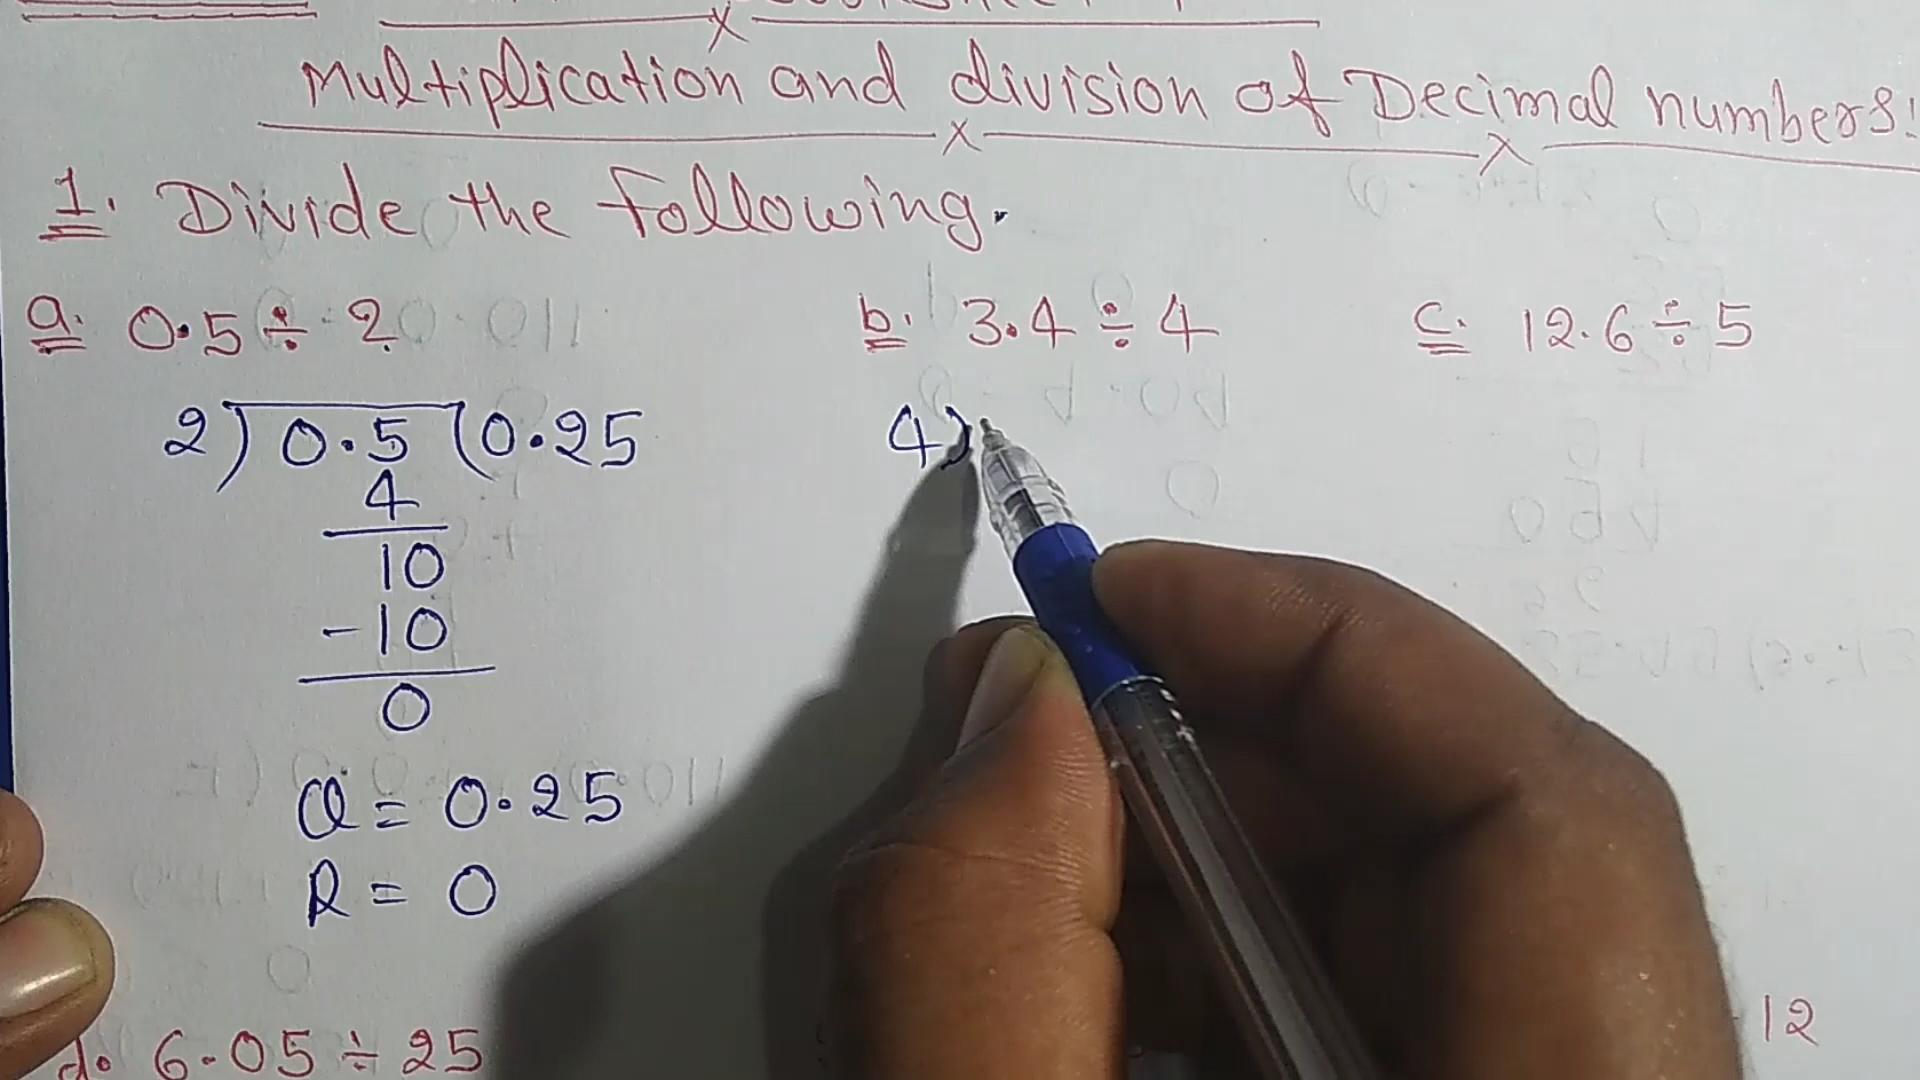 Multiplication and division of Decimal numbers:
1. Divide the following.
a. 0.5 ÷ 2
b. 3.4 ÷ 4
c. 12.6 ÷ 5
2) 0.5 (0.25
4
10
-10
0
Q = 0.25
R = 0
4)
d. 6.05 ÷ 25
12